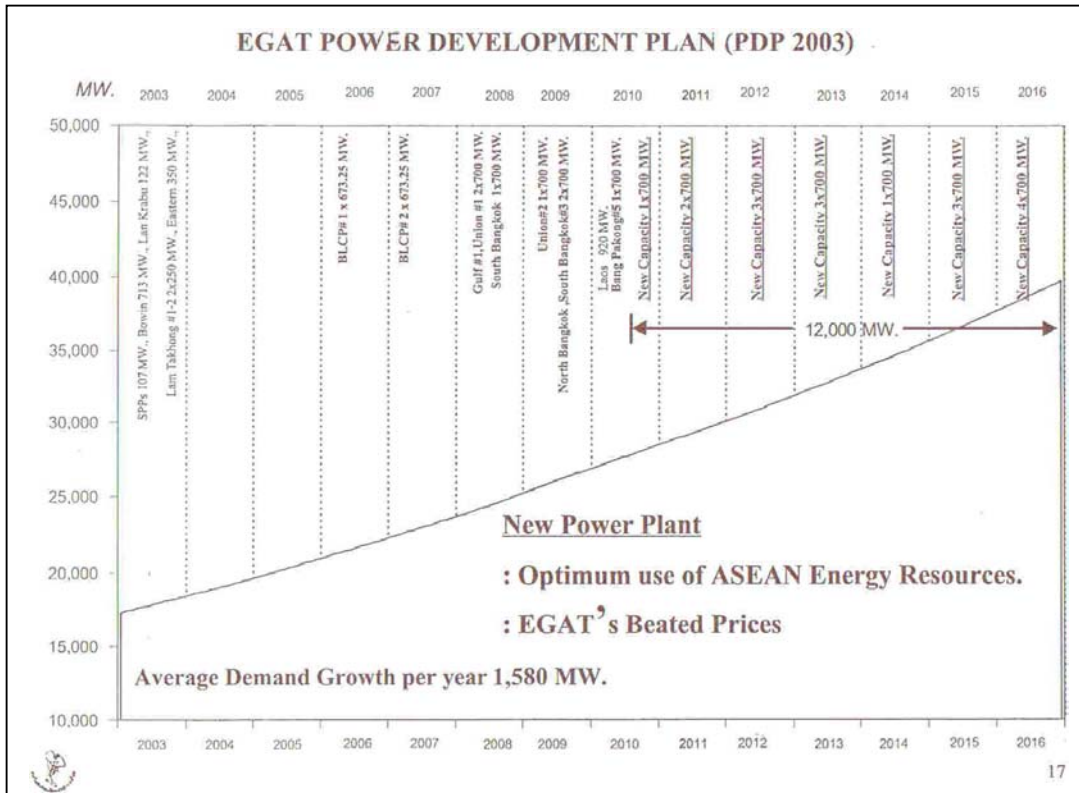 EGAT POWER DEVELOPMENT PLAN (PDP 2003)
MW.
2003 2004 2005 2006 2007 2008 2009 2010 2011 2012 2013 2014 2015 2016
50,000
45,000
40,000
35,000
30,000
25,000
20,000
15,000
10,000
SPPs 107 MW., Bowin 713 MW., Lan Krabu 122 MW.,
Lam Takhong #1-2 2x250 MW., Eastern 350 MW.,
BLCP# 1 x 673.25 MW.
BLCP# 2 x 673.25 MW.
Gulf #1,Union #1 2x700 MW.
South Bangkok 1x700 MW.
Union#2 1x700 MW.
North Bangkok ,South Bangkok#3 2x700 MW.
Laos 920 MW.
Bang Pakong#5 1x700 MW.
New Capacity 1x700 MW.
New Capacity 2x700 MW.
New Capacity 3x700 MW.
New Capacity 3x700 MW.
New Capacity 1x700 MW.
New Capacity 3x700 MW.
New Capacity 4x700 MW.
12,000 MW.
New Power Plant
: Optimum use of ASEAN Energy Resources.
: EGAT’s Beated Prices
Average Demand Growth per year 1,580 MW.
2003 2004 2005 2006 2007 2008 2009 2010 2011 2012 2013 2014 2015 2016
17